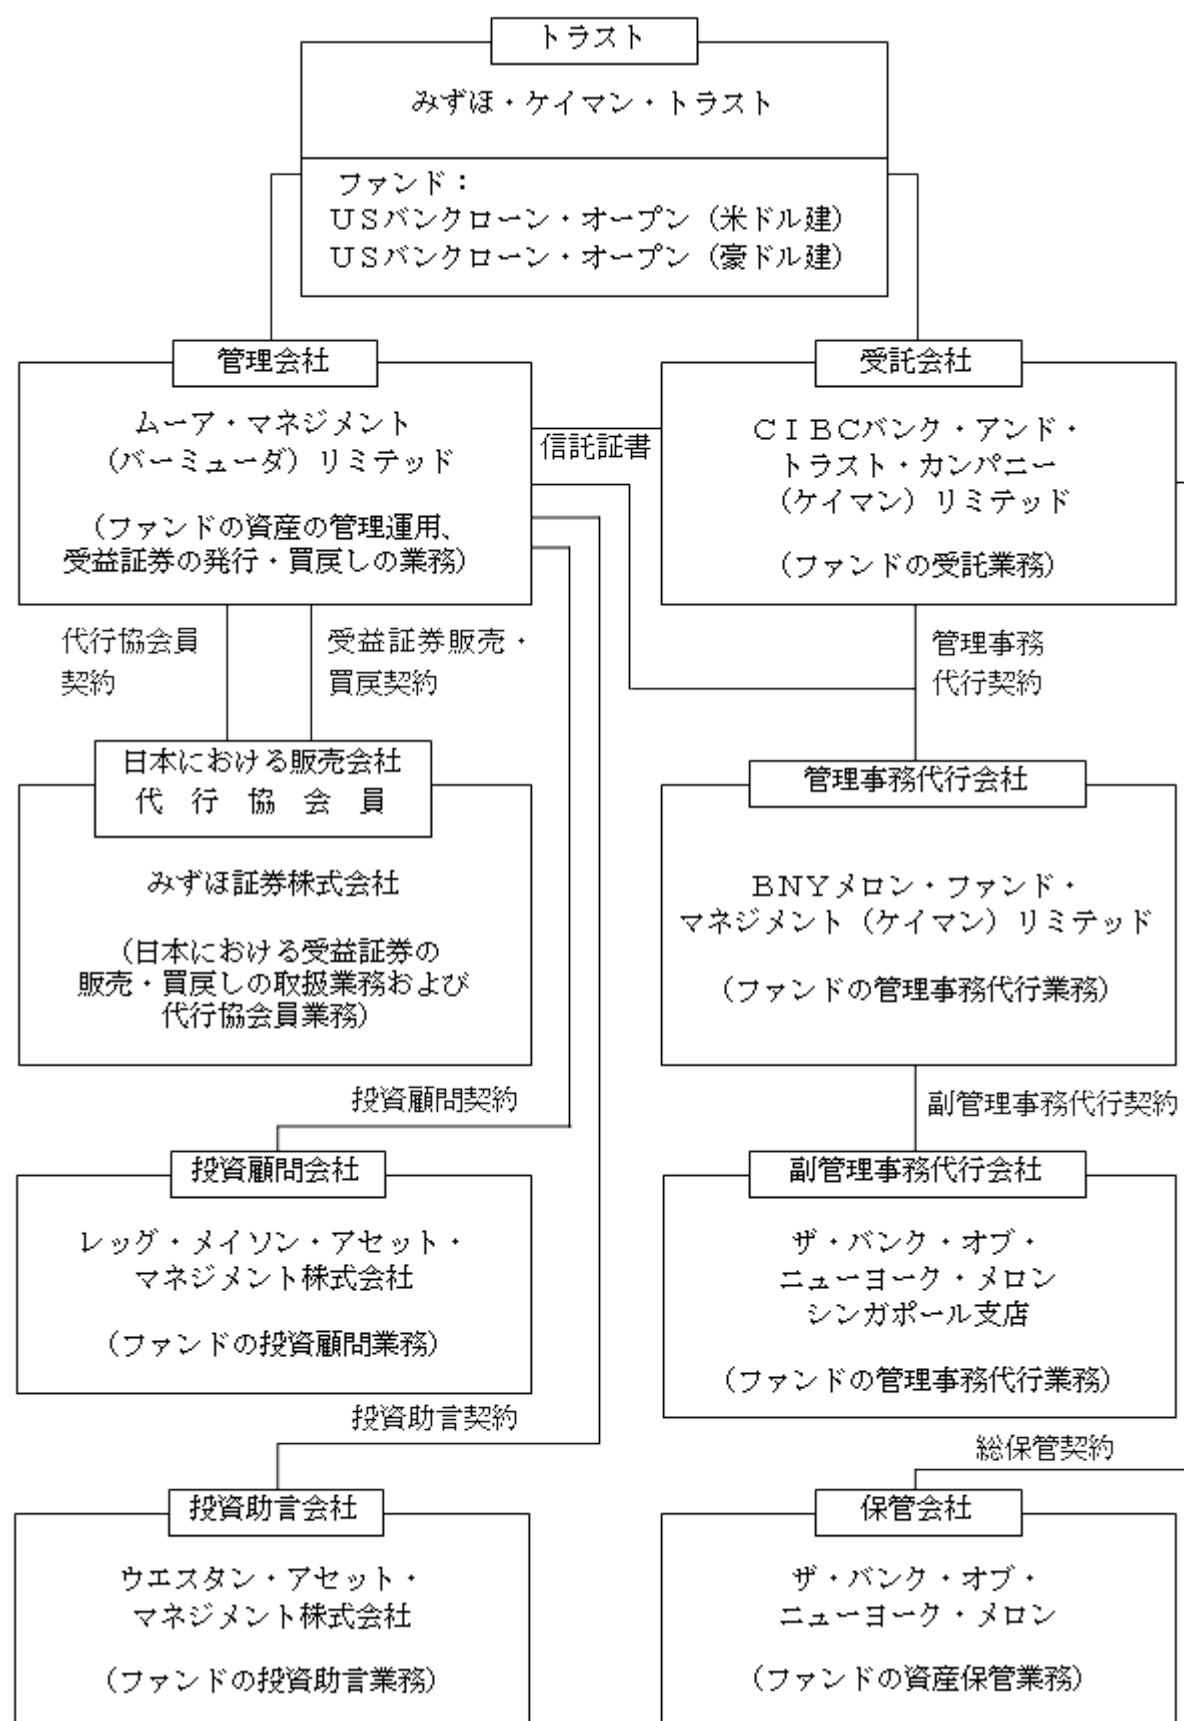 トラスト
みずほ・ケイマン・トラスト
ファンド：
ＵＳバンクローン・オープン（米ドル建）
ＵＳバンクローン・オープン（豪ドル建）
管理会社
ムーア・マネジメント
（バーミューダ）リミテッド
（ファンドの資産の管理運用、
受益証券の発行・買戻しの業務）
信託証書
受託会社
ＣＩＢＣバンク・アンド・
トラスト・カンパニー
（ケイマン）リミテッド
（ファンドの受託業務）
代行協会員
契約
受益証券販売・
買戻契約
管理事務
代行契約
日本における販売会社
代行協会員
みずほ証券株式会社
（日本における受益証券の
販売・買戻しの取扱業務および
代行協会員業務）
管理事務代行会社
ＢＮＹメロン・ファンド・
マネジメント（ケイマン）リミテッド
（ファンドの管理事務代行業務）
投資顧問契約
副管理事務代行契約
投資顧問会社
レッグ・メイソン・アセット・
マネジメント株式会社
（ファンドの投資顧問業務）
副管理事務代行会社
ザ・バンク・オブ・
ニューヨーク・メロン
シンガポール支店
（ファンドの管理事務代行業務）
投資助言契約
総保管契約
投資助言会社
ウエスタン・アセット・
マネジメント株式会社
（ファンドの投資助言業務）
保管会社
ザ・バンク・オブ・
ニューヨーク・メロン
（ファンドの資産保管業務）